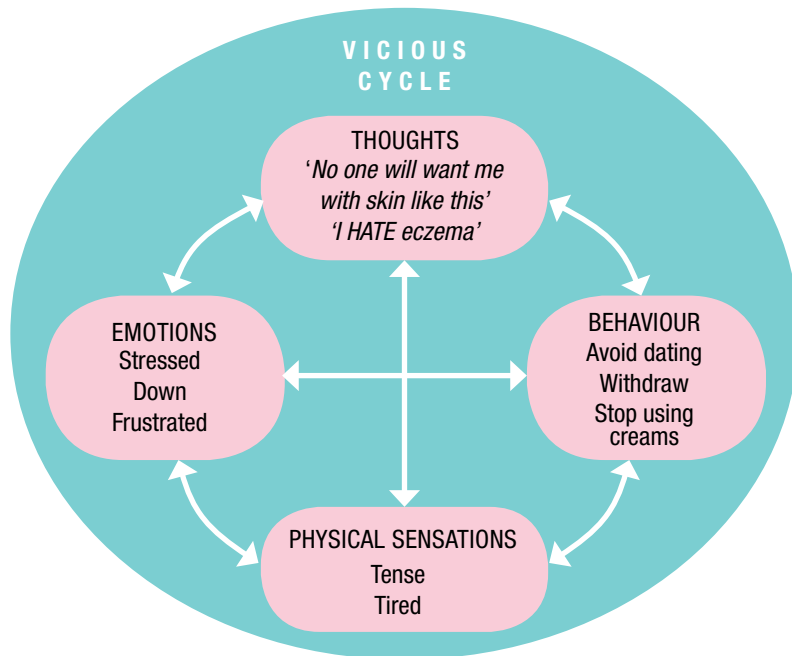 VICIOUS
CYCLE
THOUGHTS
‘No one will want me
with skin like this’
‘I HATE eczema’
EMOTIONS
Stressed
Down
Frustrated
BEHAVIOUR
Avoid dating
Withdraw
Stop using
creams
PHYSICAL SENSATIONS
Tense
Tired